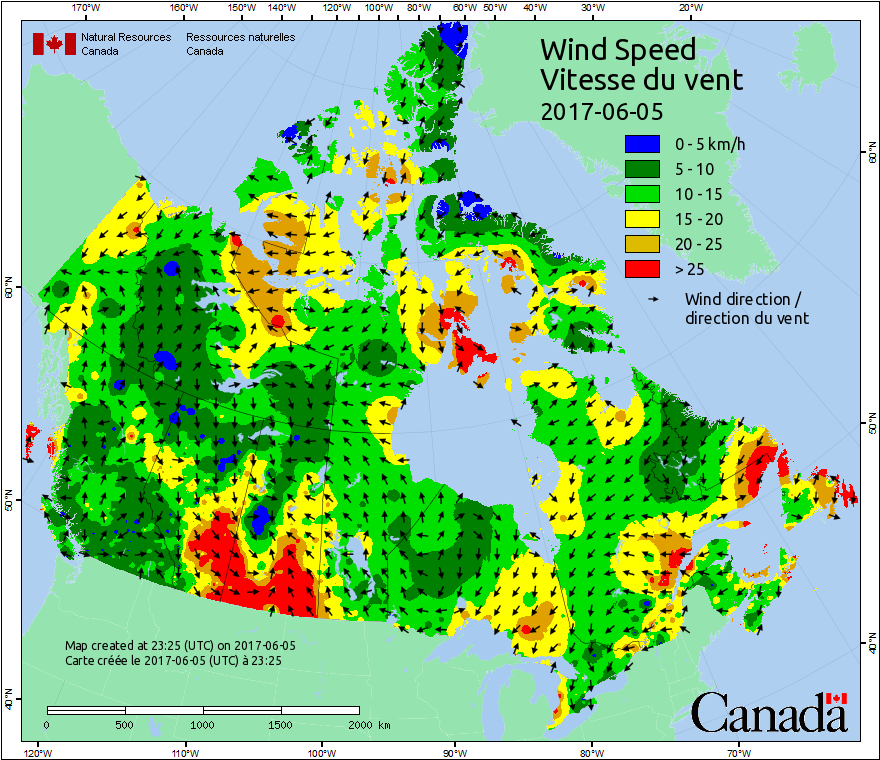 170°W 160°W 150°W 140°W 120°W 100°W 80°W 60°W 50°W 40°W 30°W 20°W
Natural Resources Ressources naturelles
Canada Canada
Wind Speed
Vitesse du vent
2017-06-05
0 - 5 km/h
5 - 10
10 - 15
15 - 20
20 - 25
> 25
Wind direction /
direction du vent
60°N
60°N
50°N
50°N
40°N
40°N
Map created at 23:25 (UTC) on 2017-06-05
Carte créée le 2017-06-05 (UTC) à 23:25
0 500 1000 1500 2000 km
Canada
120°W 110°W 100°W 90°W 80°W 70°W